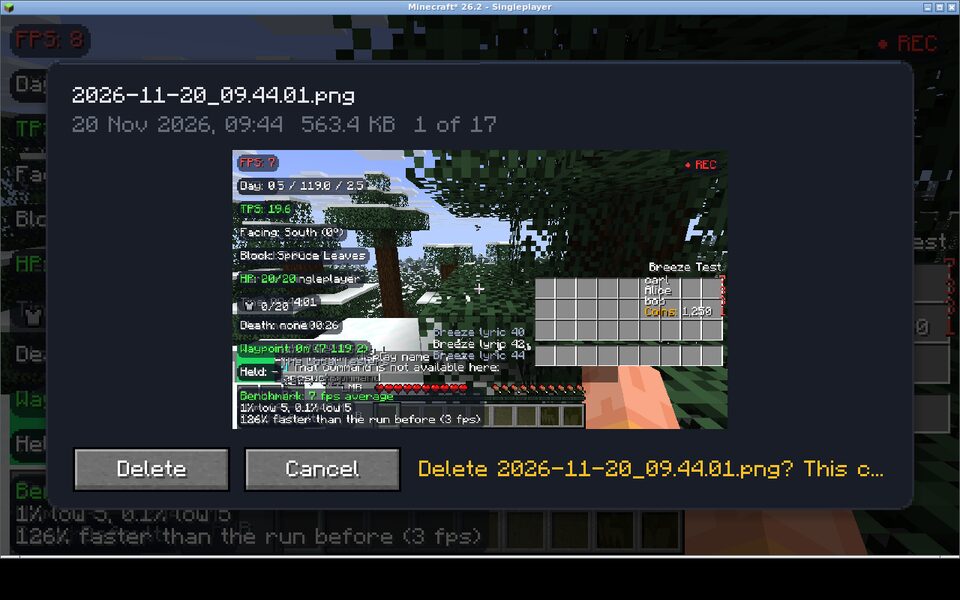 Minecraft* 26.2 - Singleplayer
FPS: 8
REC
2026-11-20_09.44.01.png
20 Nov 2026, 09:44 563.4 KB 1 of 17
FPS: 7
REC
Day: 0.5 / 119.0 / 2.5
TPS: 19.6
Facing: South (0°)
Block: Spruce Leaves
HP: 20/20
0/20
Death: none
Held: -
Breeze Test
carl
Alice
bob
Coins 1,250
Breeze lyric 40
Breeze lyric 42
Breeze lyric 44
That command is not available here.
Benchmark: 7 fps average
1% low 5, 0.1% low 5
126% faster than the run before (3 fps)
Delete
Cancel
Delete 2026-11-20_09.44.01.png? This c...
1% low 5, 0.1% low 5
126% faster than the run before (3 fps)